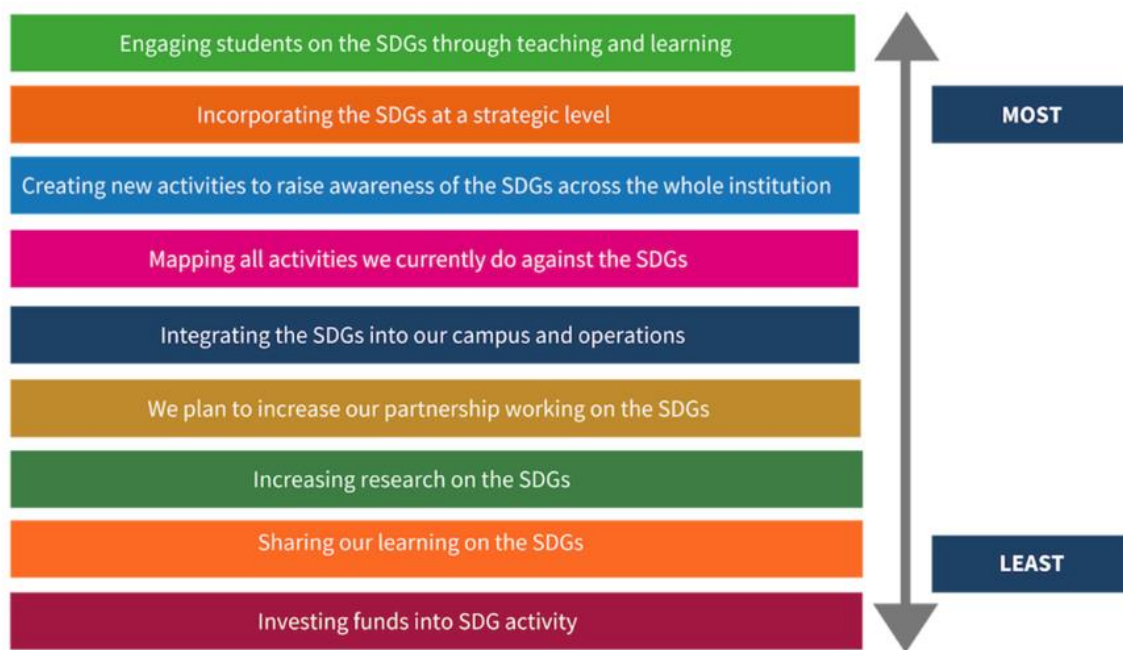 Engaging students on the SDGs through teaching and learning
Incorporating the SDGs at a strategic level
MOST
Creating new activities to raise awareness of the SDGs across the whole institution
Mapping all activities we currently do against the SDGs
Integrating the SDGs into our campus and operations
We plan to increase our partnership working on the SDGs
Increasing research on the SDGs
Sharing our learning on the SDGs
LEAST
Investing funds into SDG activity